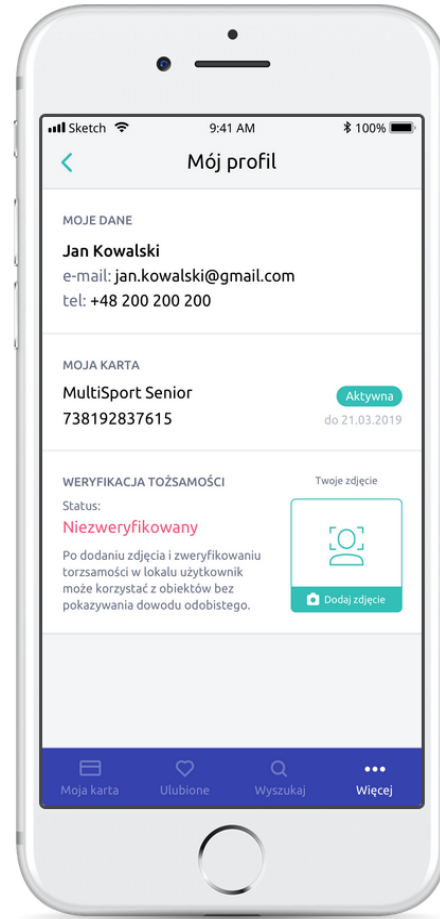 Sketch 9:41 AM 100%
Mój profil
MOJE DANE
Jan Kowalski
e-mail: jan.kowalski@gmail.com
tel: +48 200 200 200
MOJA KARTA
MultiSport Senior
Aktywna
738192837615
do 21.03.2019
WERYFIKACJA TOŻSAMOŚCI
Status:
Niezweryfikowany
Po dodaniu zdjęcia i zweryfikowaniu
torzsamości w lokalu użytkownik
może korzystać z obiektów bez
pokazywania dowodu odobistego.
Twoje zdjęcie
Dodaj zdjęcie
Moja karta Ulubione Wyszukaj Więcej